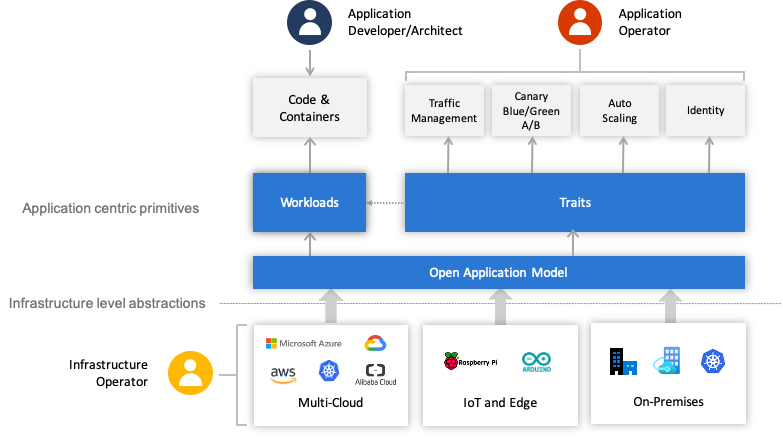 Application
Developer/Architect
Application
Operator
Code &
Containers
Traffic
Management
Canary
Blue/Green
A/B
Auto
Scaling
Identity
Application centric primitives
Workloads
Traits
Open Application Model
Infrastructure level abstractions
Infrastructure
Operator
Microsoft Azure
aws
Alibaba Cloud
Multi-Cloud
Raspberry Pi
ARDUINO
IoT and Edge
On-Premises